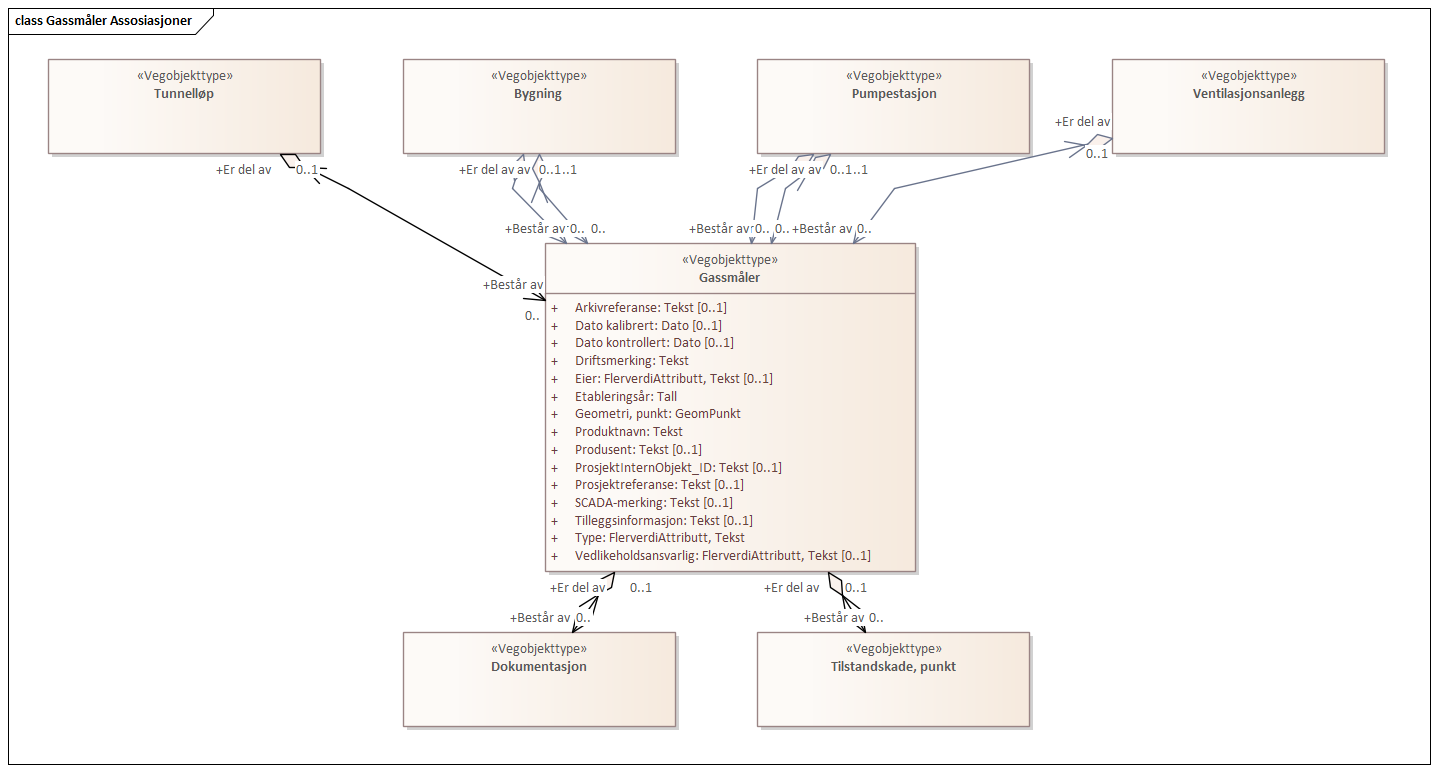 class Gassmåler Assosiasjoner
«Vegobjekttype»
Tunnelløp
«Vegobjekttype»
Bygning
«Vegobjekttype»
Pumpestasjon
«Vegobjekttype»
Ventilasjonsanlegg
+Er del av
0..1
+Er del av
+Er del av av
0..1
0..1..1
+Er del av av
0..1..1
+Består av
0..
0..
+Består av
0..
0..
+Består av
0..
+Består av
0..
«Vegobjekttype»
Gassmåler
+ Arkivreferanse: Tekst [0..1]
+ Dato kalibrert: Dato [0..1]
+ Dato kontrollert: Dato [0..1]
+ Driftsmerking: Tekst
+ Eier: FlerverdiAttributt, Tekst [0..1]
+ Etableringsår: Tall
+ Geometri, punkt: GeomPunkt
+ Produktnavn: Tekst
+ Produsent: Tekst [0..1]
+ ProsjektInternObjekt_ID: Tekst [0..1]
+ Prosjektreferanse: Tekst [0..1]
+ SCADA-merking: Tekst [0..1]
+ Tilleggsinformasjon: Tekst [0..1]
+ Type: FlerverdiAttributt, Tekst
+ Vedlikeholdsansvarlig: FlerverdiAttributt, Tekst [0..1]
+Er del av
0..1
+Er del av
0..1
+Består av
0..
+Består av
0..
«Vegobjekttype»
Dokumentasjon
«Vegobjekttype»
Tilstandskade, punkt